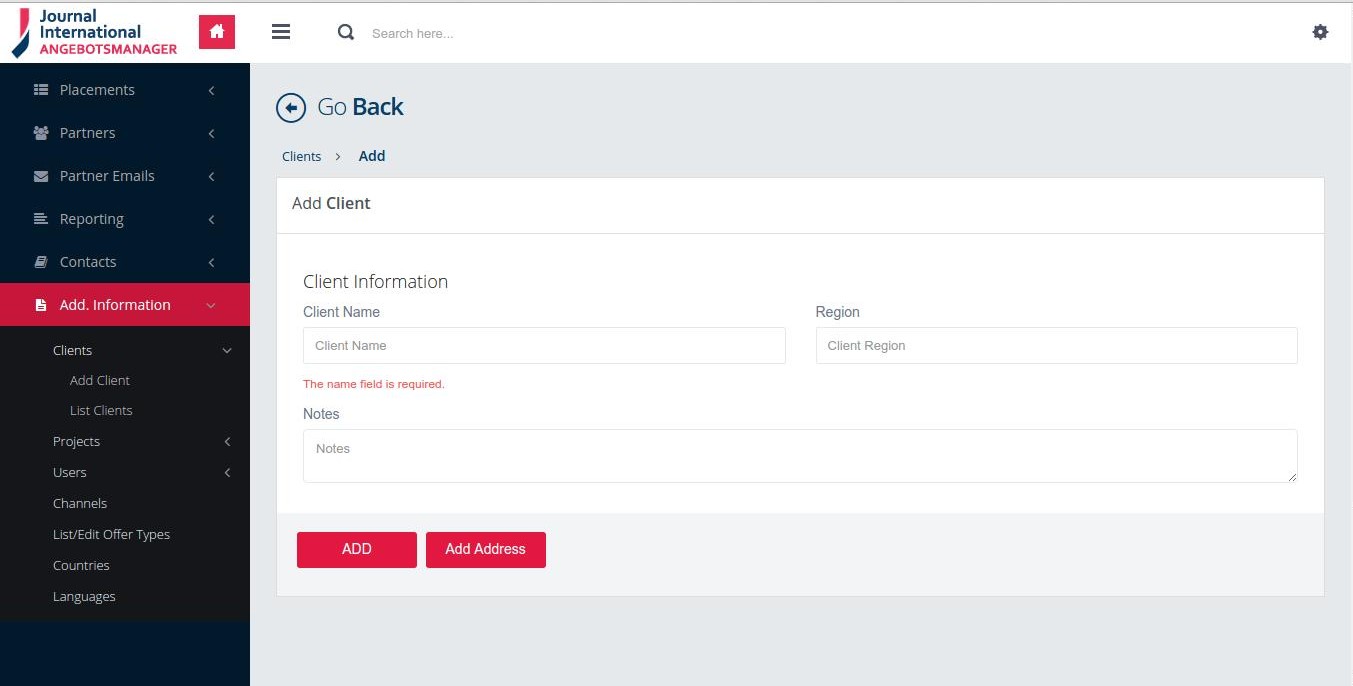 Journal
International
ANGEBOTSMANAGER
Search here...
Placements
Partners
Partner Emails
Reporting
Contacts
Add. Information
Clients
Add Client
List Clients
Projects
Users
Channels
List/Edit Offer Types
Countries
Languages
Go Back
Clients > Add
Add Client
Client Information
Client Name
Region
Client Name
Client Region
The name field is required.
Notes
Notes
ADD
Add Address